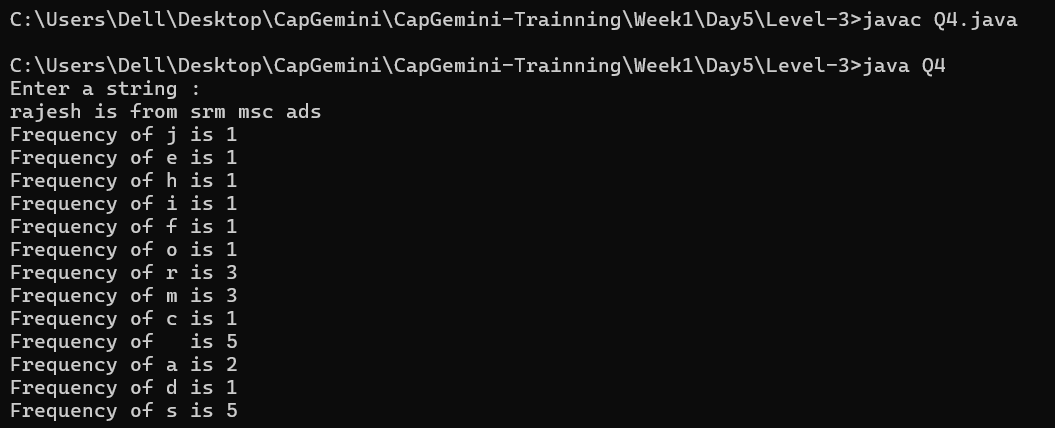 C:\Users\Dell\Desktop\CapGemini\CapGemini-Trainning\Week1\Day5\Level-3>javac Q4.java
C:\Users\Dell\Desktop\CapGemini\CapGemini-Trainning\Week1\Day5\Level-3>java Q4
Enter a string :
rajesh is from srm msc ads
Frequency of j is 1
Frequency of e is 1
Frequency of h is 1
Frequency of i is 1
Frequency of f is 1
Frequency of o is 1
Frequency of r is 3
Frequency of m is 3
Frequency of c is 1
Frequency of   is 5
Frequency of a is 2
Frequency of d is 1
Frequency of s is 5